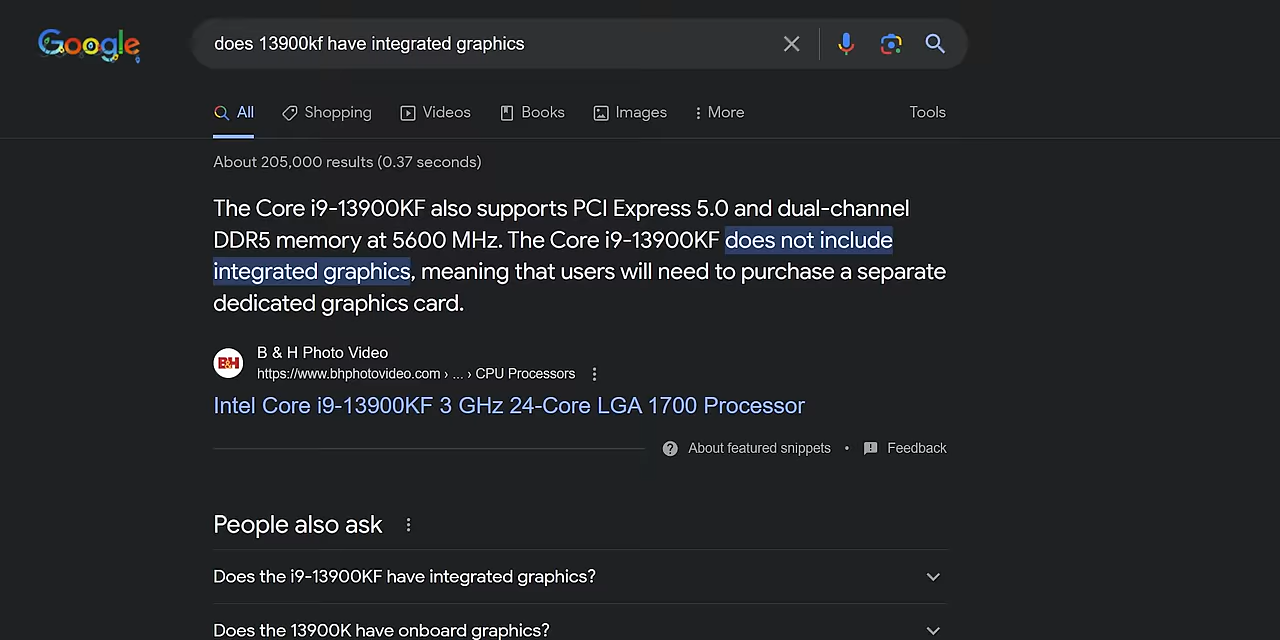 Google
does 13900kf have integrated graphics
All Shopping Videos Books Images More Tools
About 205,000 results (0.37 seconds)
The Core i9-13900KF also supports PCI Express 5.0 and dual-channel
DDR5 memory at 5600 MHz. The Core i9-13900KF does not include
integrated graphics, meaning that users will need to purchase a separate
dedicated graphics card.
B&H
B & H Photo Video
https://www.bhphotovideo.com › ... › CPU Processors
Intel Core i9-13900KF 3 GHz 24-Core LGA 1700 Processor
About featured snippets • Feedback
People also ask
Does the i9-13900KF have integrated graphics?
Does the 13900K have onboard graphics?